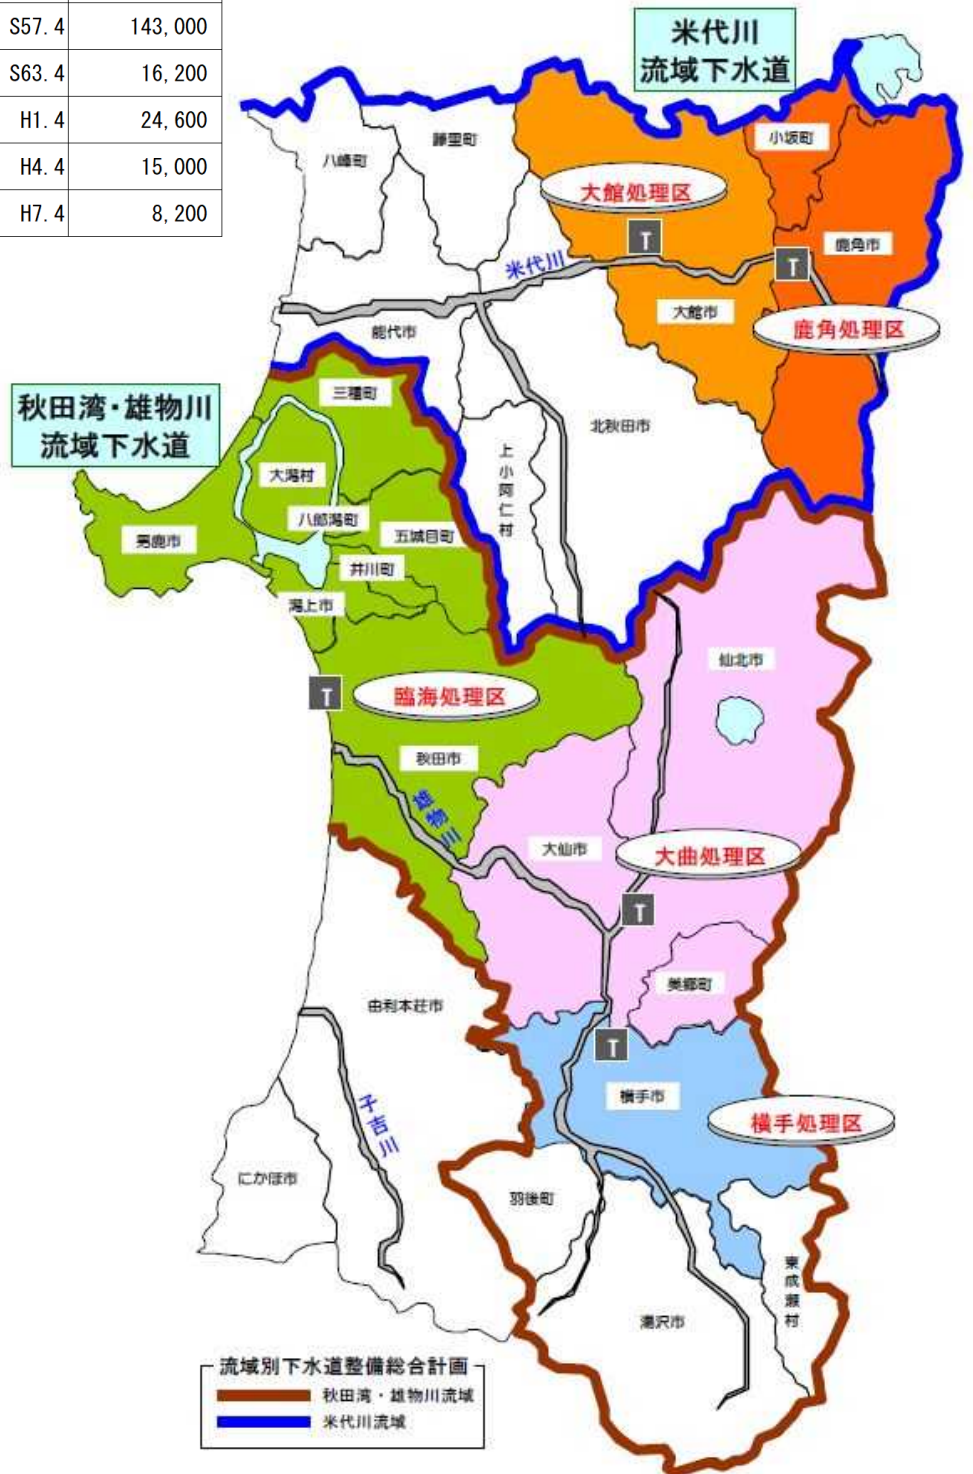 S57.4 143,000
S63.4 16,200
H1.4 24,600
H4.4 15,000
H7.4 8,200
米代川
流域下水道
八峰町
藤里町
小坂町
大館処理区
T
鹿角市
T
米代川
大館市
鹿角処理区
能代市
秋田湾・雄物川
流域下水道
三種町
北秋田市
上小阿仁村
大潟村
八郎潟町
五城目町
男鹿市
井川町
潟上市
仙北市
T
臨海処理区
秋田市
雄物川
大仙市
大曲処理区
T
美郷町
由利本荘市
T
横手市
横手処理区
子吉川
にかほ市
羽後町
東成瀬村
湯沢市
流域別下水道整備総合計画
秋田湾・雄物川流域
米代川流域